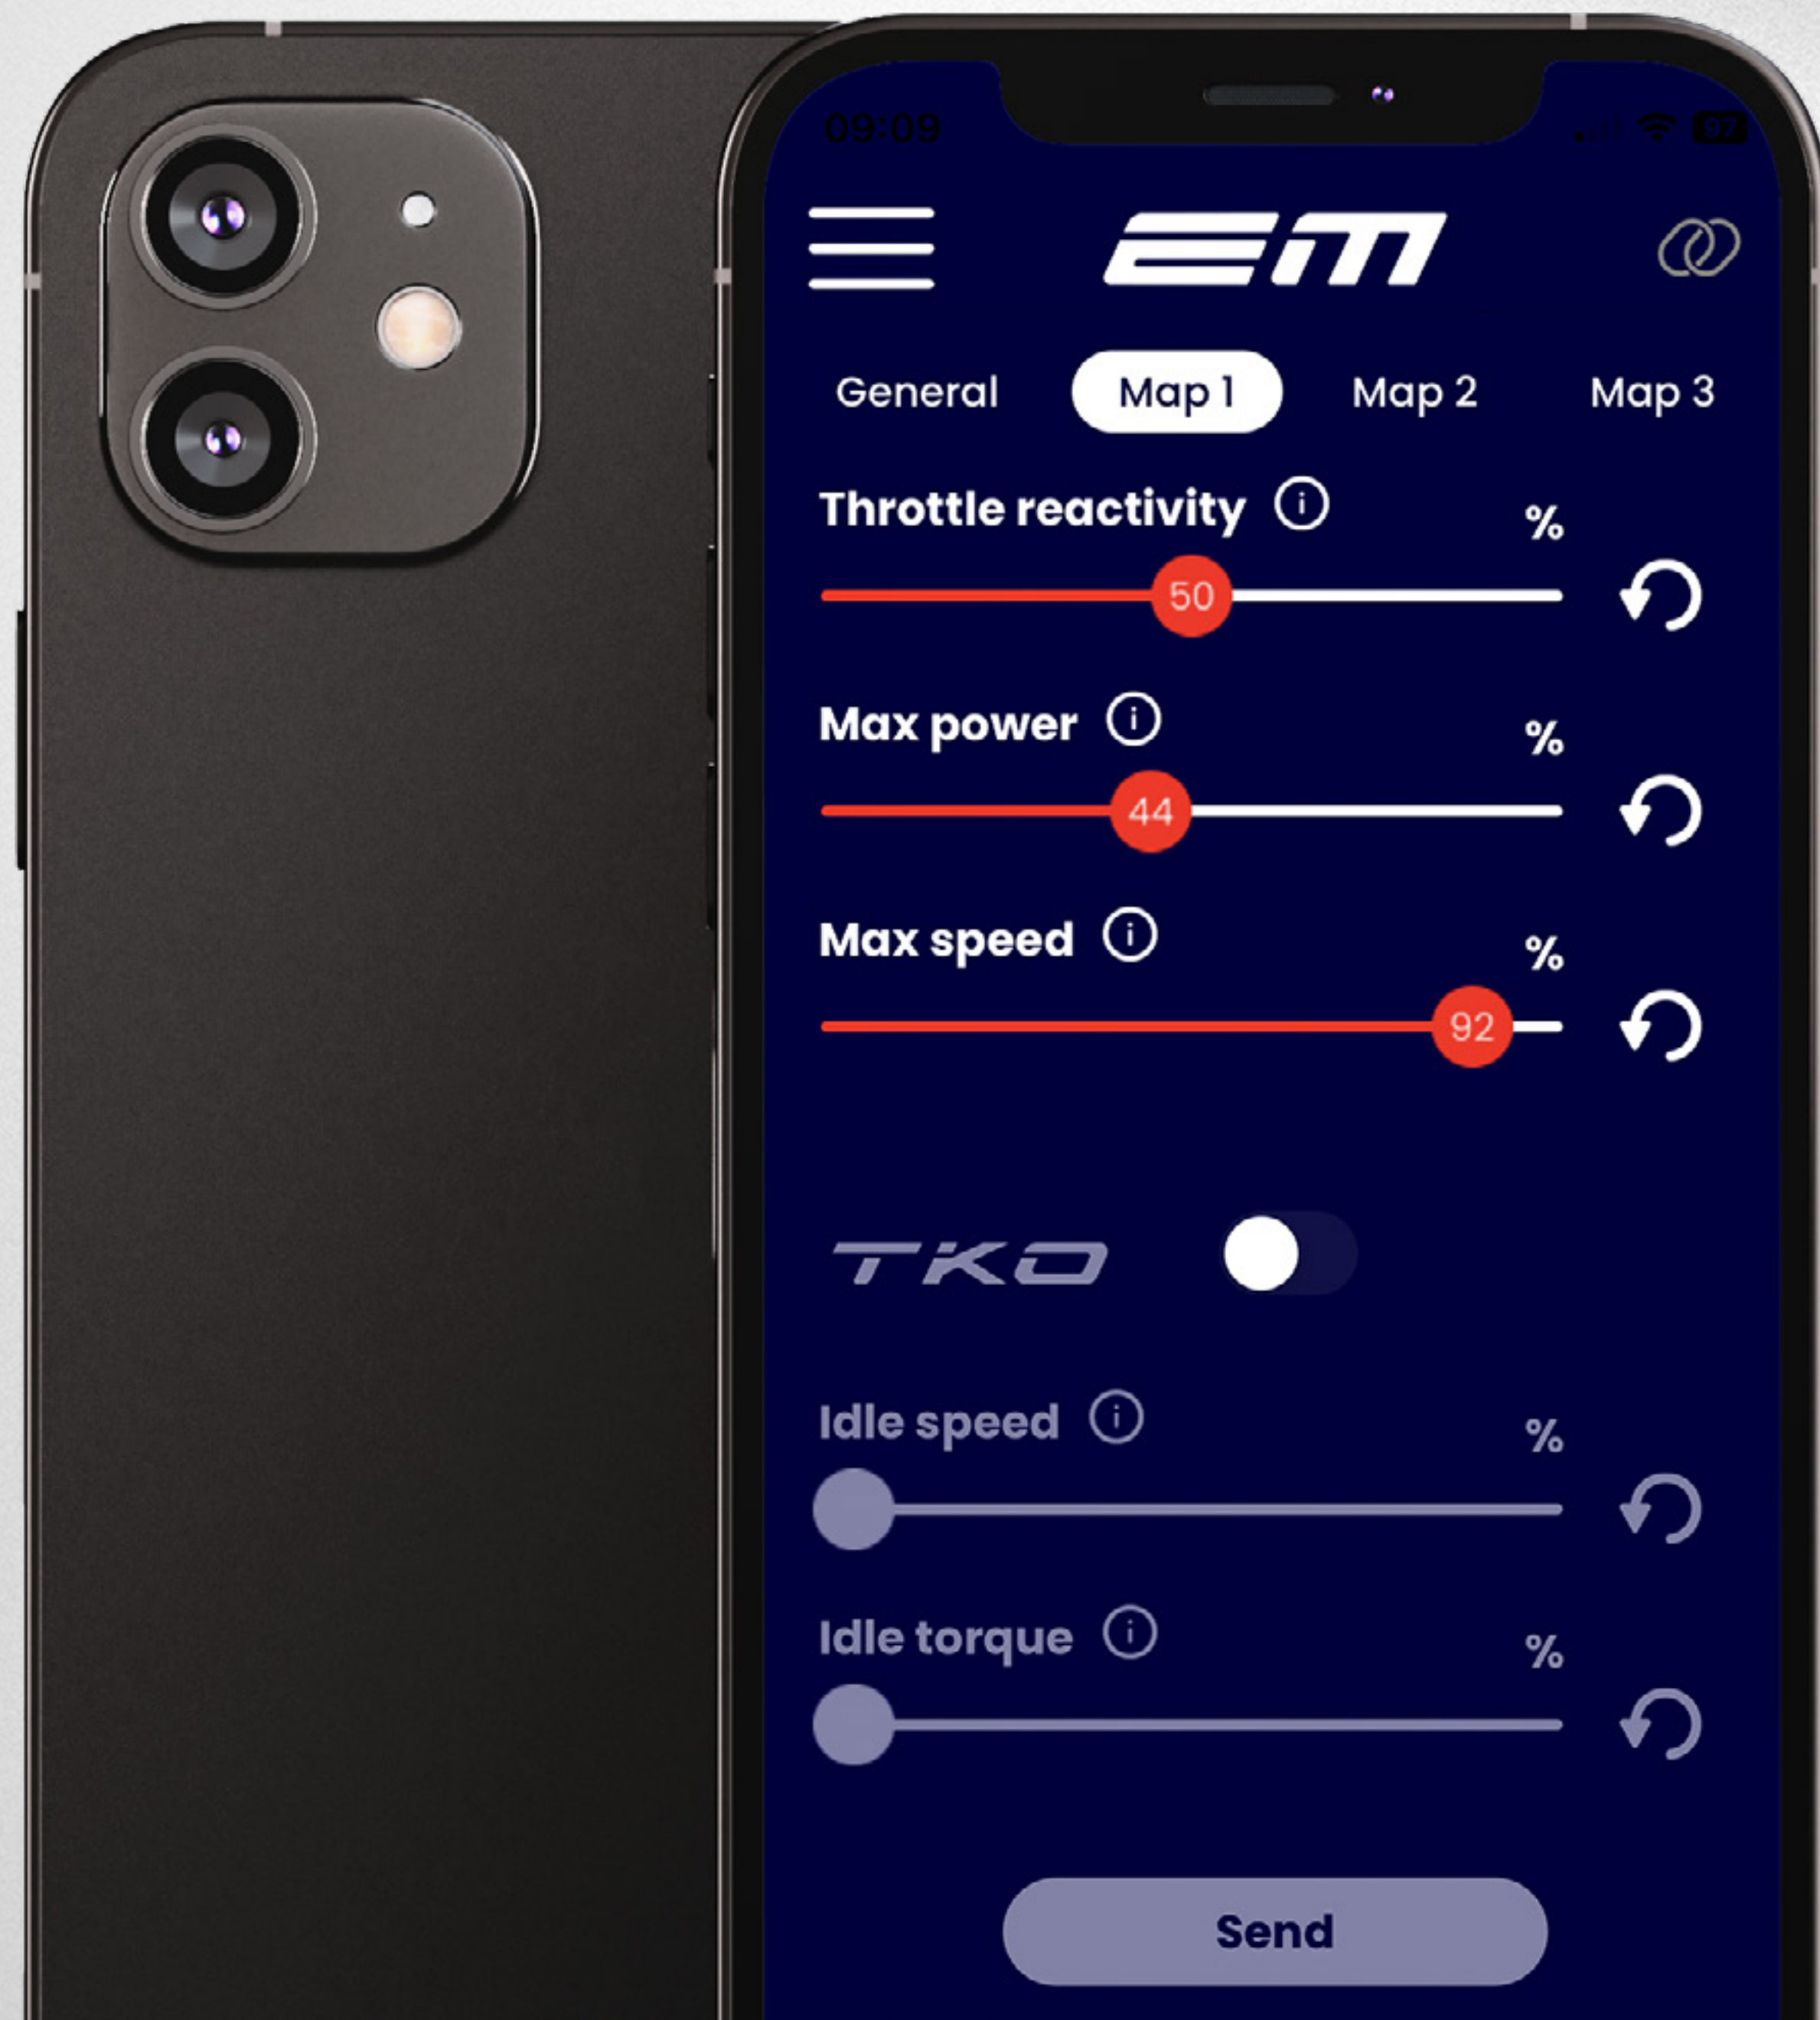 09:09
97
EM
General Map 1 Map 2 Map 3
Throttle reactivity i %
50
Max power i %
44
Max speed i %
92
TKO
Idle speed i %
Idle torque i %
Send